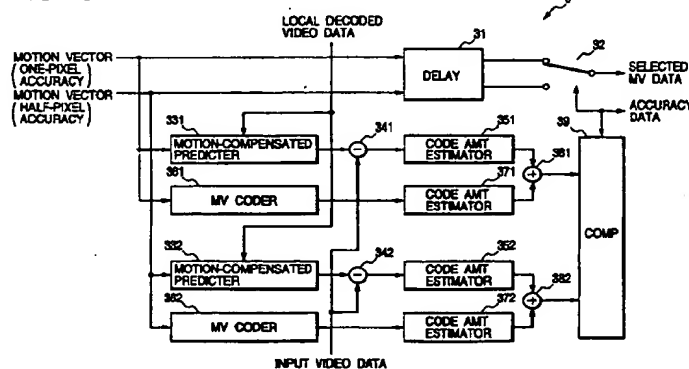 LOCAL DECODED
VIDEO DATA
31
32
MOTION VECTOR
(ONE-PIXEL
ACCURACY)
MOTION VECTOR
(HALF-PIXEL
ACCURACY)
DELAY
SELECTED
MV DATA
ACCURACY
DATA
39
331
MOTION-COMPENSATED
PREDICTER
341
351
CODE AMT
ESTIMATOR
381
361
MV CODER
371
CODE AMT
ESTIMATOR
COMP
332
MOTION-COMPENSATED
PREDICTER
342
352
CODE AMT
ESTIMATOR
382
362
MV CODER
372
CODE AMT
ESTIMATOR
INPUT VIDEO DATA